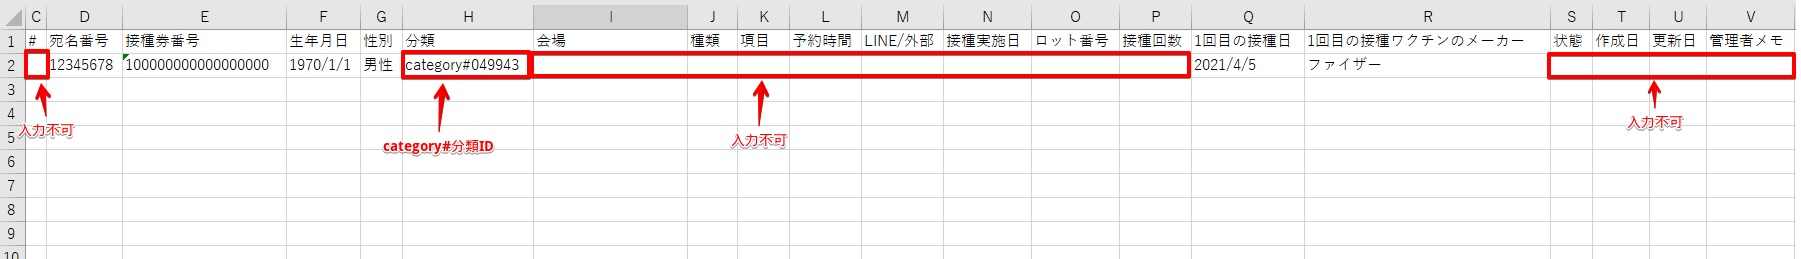 C D E F G H I J K L M N O P Q R S T U V
1 # 宛名番号 接種券番号 生年月日 性別 分類 会場 種類 項目 予約時間 LINE/外部 接種実施日 ロット番号 接種回数 1回目の接種日 1回目の接種ワクチンのメーカー 状態 作成日 更新日 管理者メモ
2 12345678 100000000000000000 1970/1/1 男性 category#049943 2021/4/5 ファイザー
3
4
入力不可 category#分類ID 入力不可 入力不可
5
6
7
8
9
10